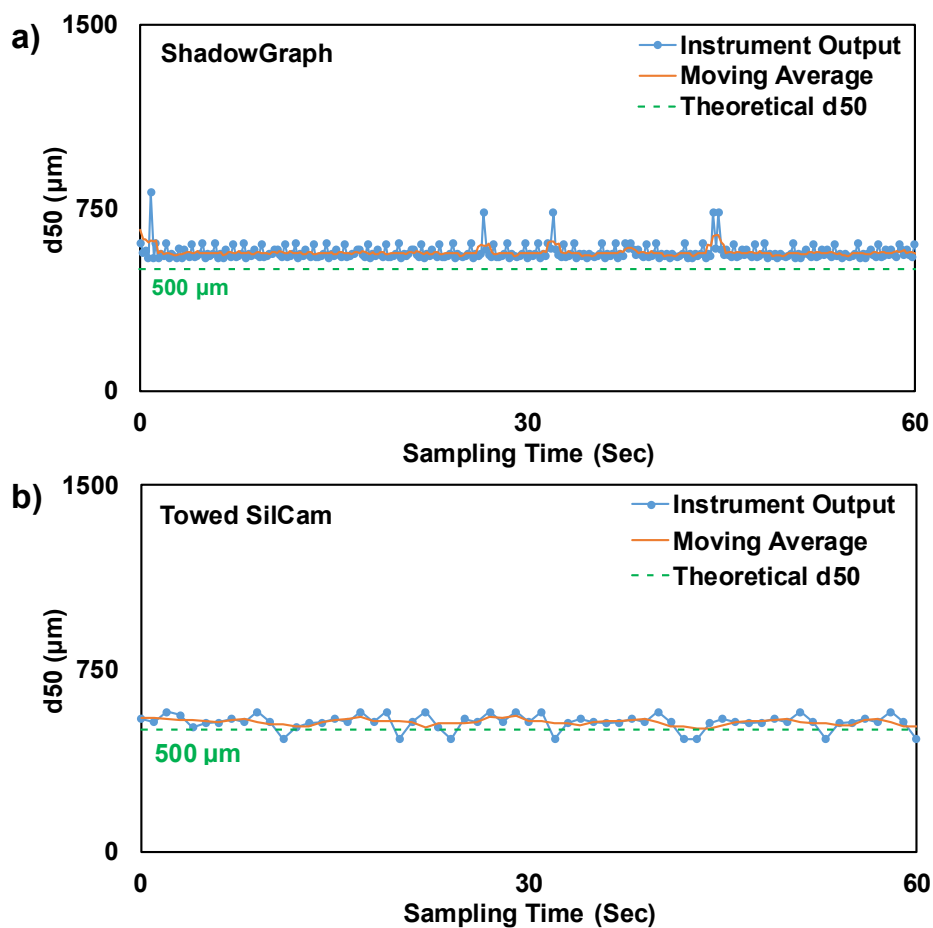 a)
1500
ShadowGraph
Instrument Output
Moving Average
Theoretical d50
d50 (µm)
750
500 µm
0
0 30 60
Sampling Time (Sec)
b)
1500
Towed SilCam
Instrument Output
Moving Average
Theoretical d50
d50 (µm)
750
500 µm
0
0 30 60
Sampling Time (Sec)